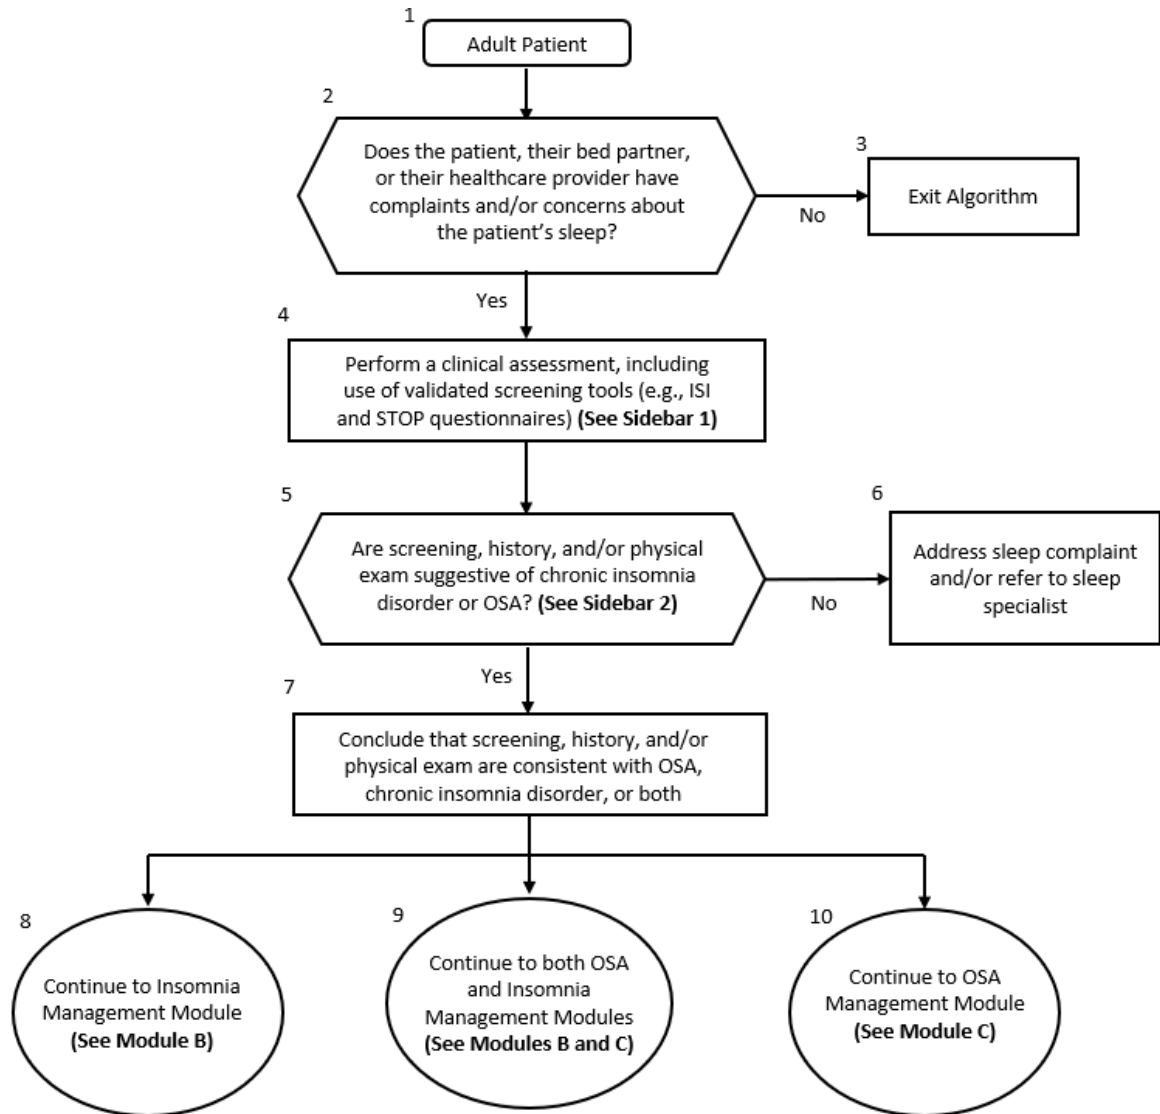 1
Adult Patient
2
Does the patient, their bed partner,
or their healthcare provider have
complaints and/or concerns about
the patient’s sleep?
3
Exit Algorithm
No
Yes
4
Perform a clinical assessment, including
use of validated screening tools (e.g., ISI
and STOP questionnaires) (See Sidebar 1)
5
Are screening, history, and/or physical
exam suggestive of chronic insomnia
disorder or OSA? (See Sidebar 2)
6
Address sleep complaint
and/or refer to sleep
specialist
No
Yes
7
Conclude that screening, history, and/or
physical exam are consistent with OSA,
chronic insomnia disorder, or both
8
Continue to Insomnia
Management Module
(See Module B)
9
Continue to both OSA
and Insomnia
Management Modules
(See Modules B and C)
10
Continue to OSA
Management Module
(See Module C)